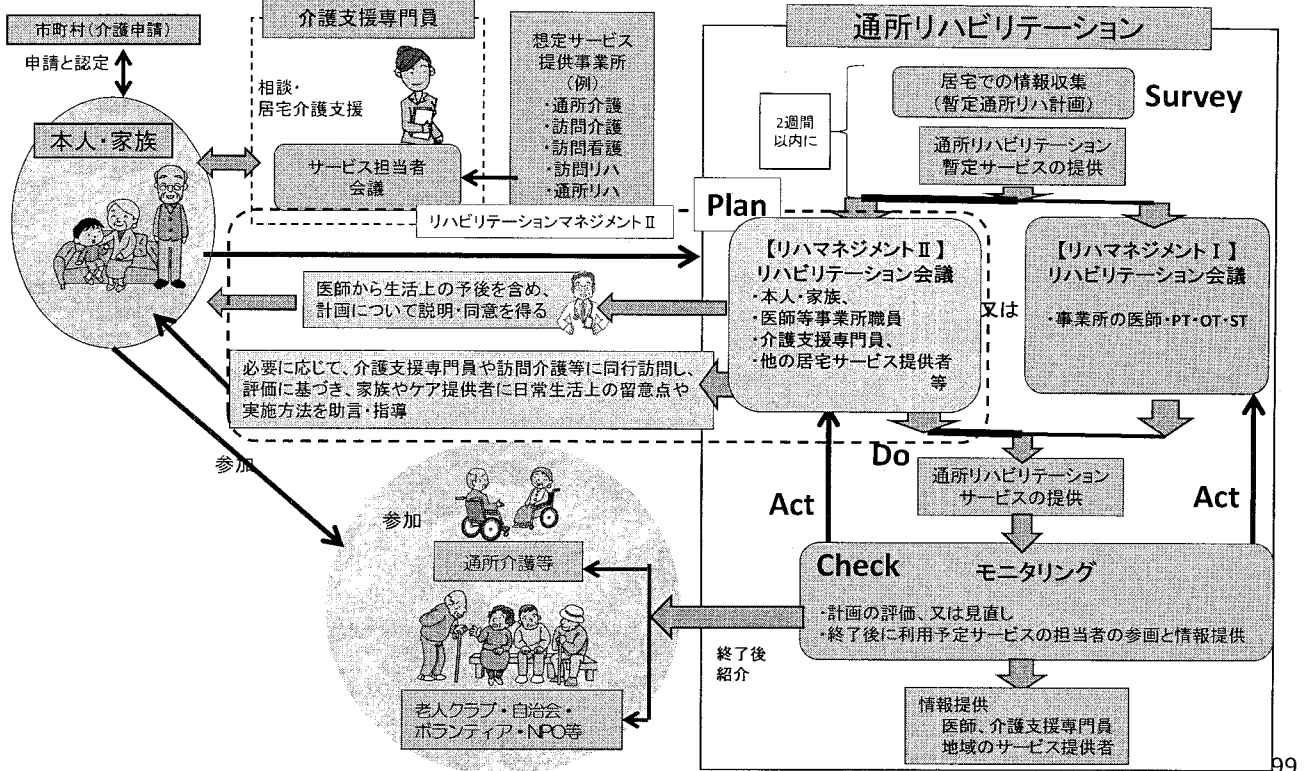 市町村（介護申請）
申請と認定
本人・家族
介護支援専門員
相談・
居宅介護支援
サービス担当者
会議
想定サービス
提供事業所
（例）
・通所介護
・訪問介護
・訪問看護
・訪問リハ
・通所リハ
リハビリテーションマネジメントⅡ
医師から生活上の予後を含め、
計画について説明・同意を得る
必要に応じて、介護支援専門員や訪問介護等に同行訪問し、
評価に基づき、家族やケア提供者に日常生活上の留意点や
実施方法を助言・指導
参加
参加
通所介護等
老人クラブ・自治会・
ボランティア・NPO等
通所リハビリテーション
2週間
以内に
居宅での情報収集
（暫定通所リハ計画）
Survey
通所リハビリテーション
暫定サービスの提供
Plan
【リハマネジメントⅡ】
リハビリテーション会議
・本人・家族、
・医師等事業所職員
・介護支援専門員、
・他の居宅サービス提供者
等
又は
【リハマネジメントⅠ】
リハビリテーション会議
・事業所の医師・PT・OT・ST
Do
通所リハビリテーション
サービスの提供
Act
Act
Check
モニタリング
・計画の評価、又は見直し
・終了後に利用予定サービスの担当者の参画と情報提供
終了後
紹介
情報提供
医師、介護支援専門員
地域のサービス提供者
99